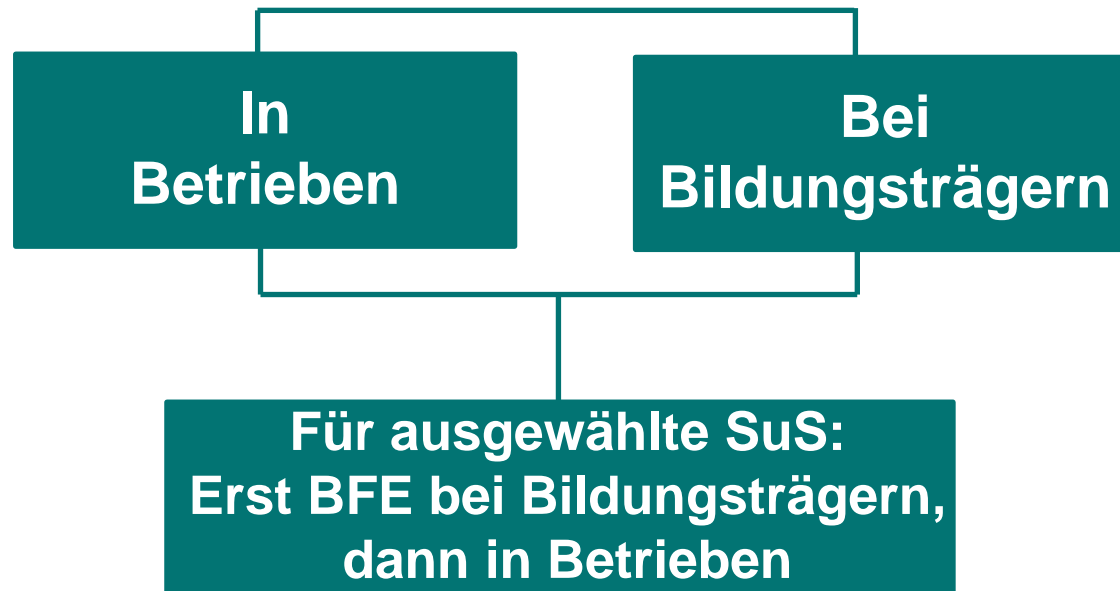 In
Betrieben
Bei
Bildungsträgern
Für ausgewählte SuS:
Erst BFE bei Bildungsträgern,
dann in Betrieben